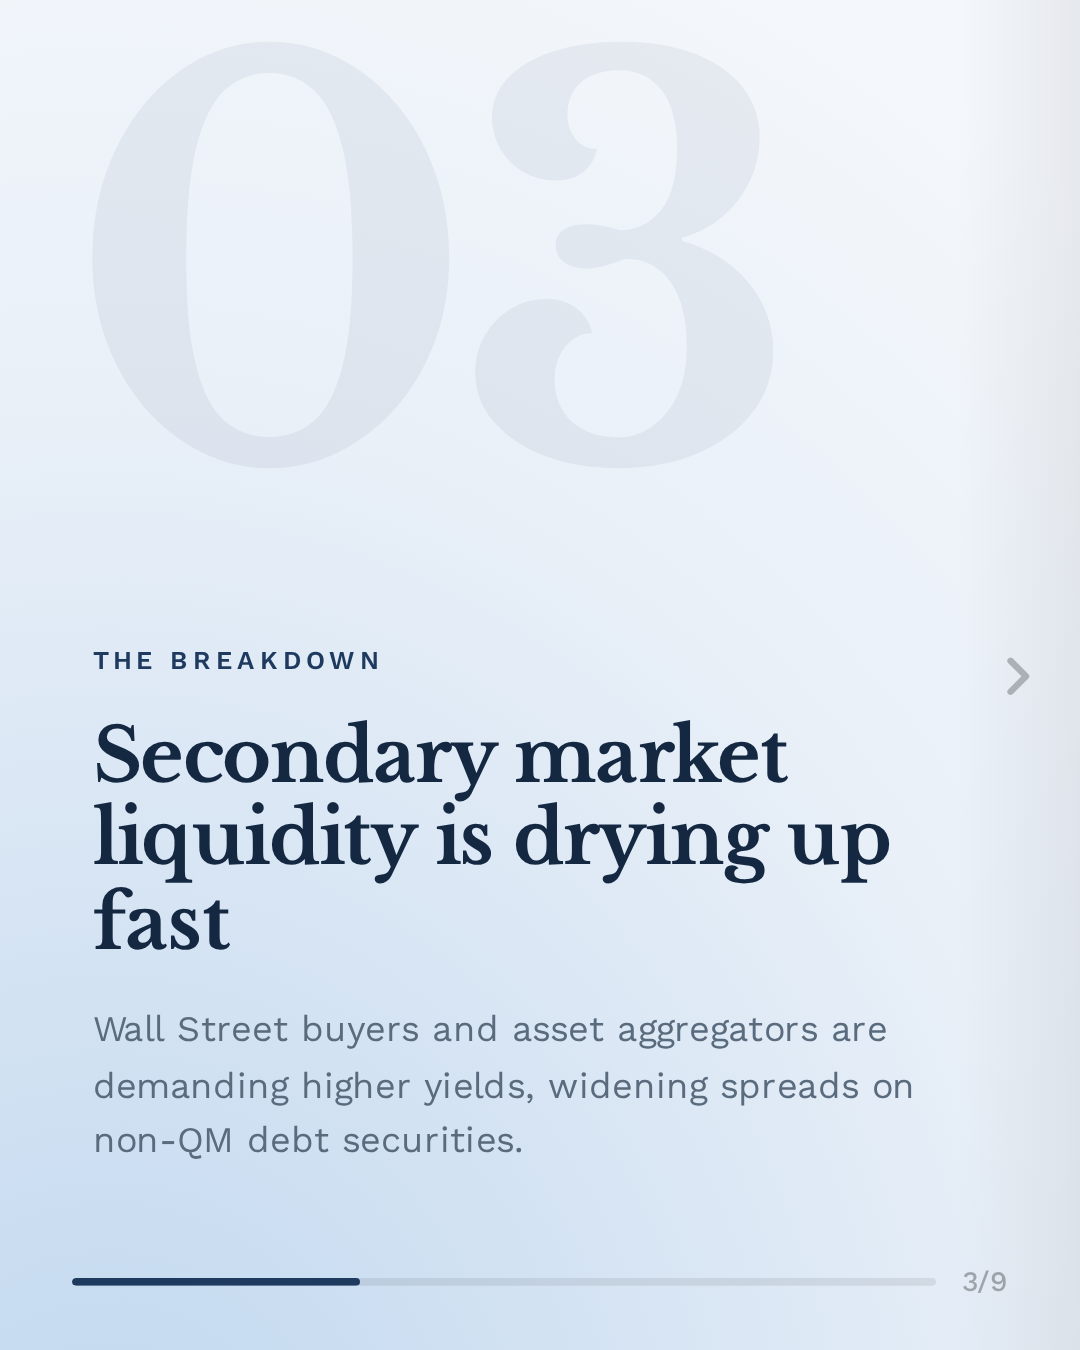 03
THE BREAKDOWN
Secondary market
liquidity is drying up
fast
Wall Street buyers and asset aggregators are
demanding higher yields, widening spreads on
non-QM debt securities.
3/9